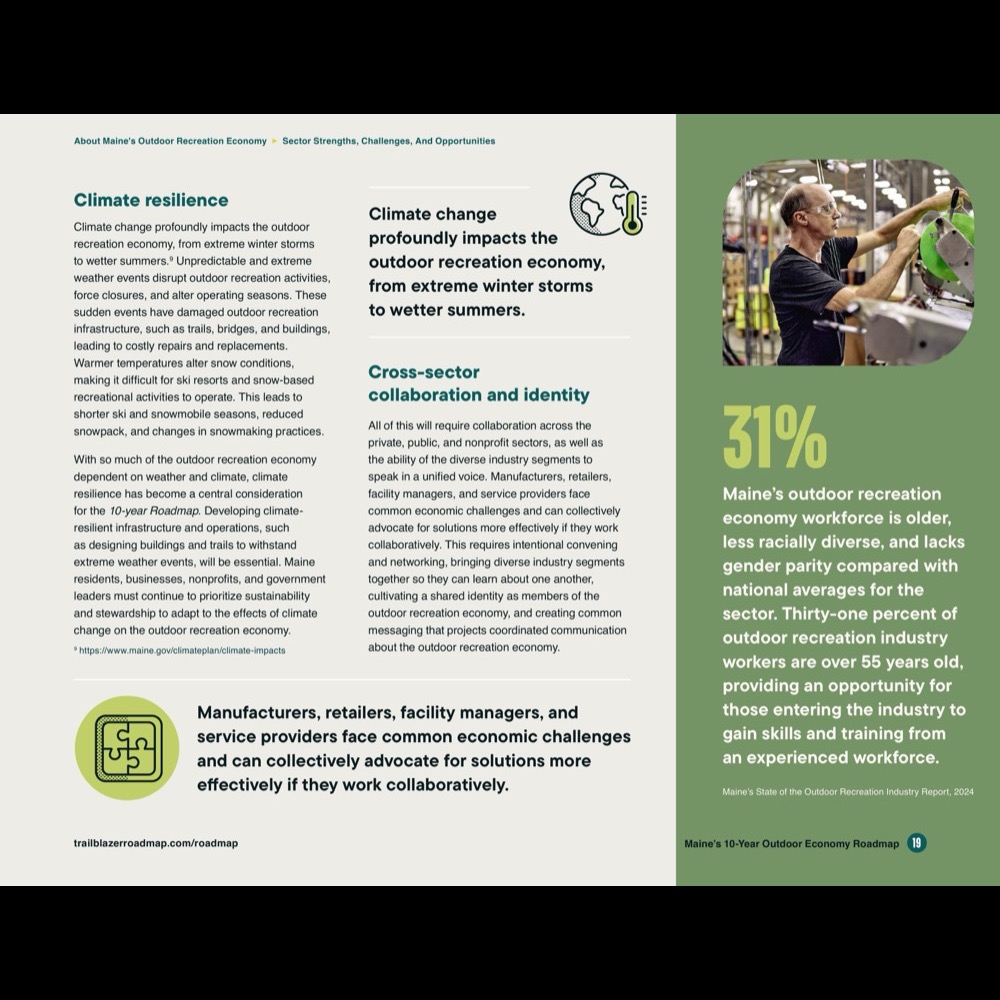 About Maine's Outdoor Recreation Economy ➤ Sector Strengths, Challenges, And Opportunities
Climate resilience
Climate change profoundly impacts the outdoor
recreation economy, from extreme winter storms
to wetter summers.⁹ Unpredictable and extreme
weather events disrupt outdoor recreation activities,
force closures, and alter operating seasons. These
sudden events have damaged outdoor recreation
infrastructure, such as trails, bridges, and buildings,
leading to costly repairs and replacements.
Warmer temperatures alter snow conditions,
making it difficult for ski resorts and snow-based
recreational activities to operate. This leads to
shorter ski and snowmobile seasons, reduced
snowpack, and changes in snowmaking practices.
With so much of the outdoor recreation economy
dependent on weather and climate, climate
resilience has become a central consideration
for the 10-year Roadmap. Developing climate-
resilient infrastructure and operations, such
as designing buildings and trails to withstand
extreme weather events, will be essential. Maine
residents, businesses, nonprofits, and government
leaders must continue to prioritize sustainability
and stewardship to adapt to the effects of climate
change on the outdoor recreation economy.
⁹ https://www.maine.gov/climateplan/climate-impacts
Climate change
profoundly impacts the
outdoor recreation economy,
from extreme winter storms
to wetter summers.
Cross-sector
collaboration and identity
All of this will require collaboration across the
private, public, and nonprofit sectors, as well as
the ability of the diverse industry segments to
speak in a unified voice. Manufacturers, retailers,
facility managers, and service providers face
common economic challenges and can collectively
advocate for solutions more effectively if they work
collaboratively. This requires intentional convening
and networking, bringing diverse industry segments
together so they can learn about one another,
cultivating a shared identity as members of the
outdoor recreation economy, and creating common
messaging that projects coordinated communication
about the outdoor recreation economy.
Manufacturers, retailers, facility managers, and
service providers face common economic challenges
and can collectively advocate for solutions more
effectively if they work collaboratively.
31%
Maine's outdoor recreation
economy workforce is older,
less racially diverse, and lacks
gender parity compared with
national averages for the
sector. Thirty-one percent of
outdoor recreation industry
workers are over 55 years old,
providing an opportunity for
those entering the industry to
gain skills and training from
an experienced workforce.
Maine's State of the Outdoor Recreation Industry Report, 2024
trailblazerroadmap.com/roadmap
Maine's 10-Year Outdoor Economy Roadmap 19